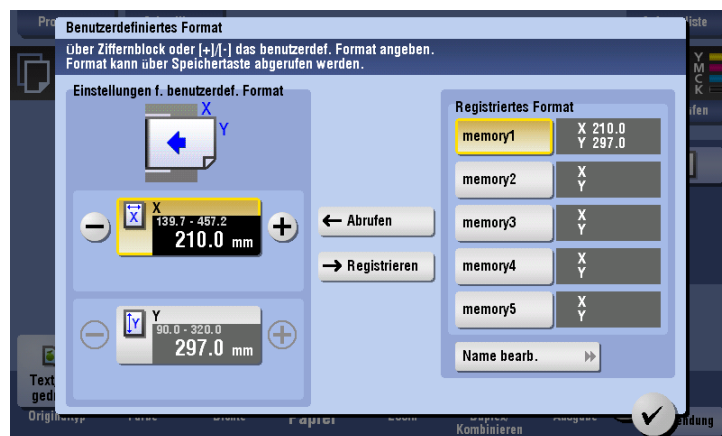 Benutzerdefiniertes Format
Über Ziffernblock oder [+]/[-] das benutzerdef. Format angeben.
Format kann über Speichertaste abgerufen werden.
Einstellungen f. benutzerdef. Format
X
Y
X
X
139.7 - 457.2
210.0 mm
Y
Y
90.0 - 320.0
297.0 mm
← Abrufen
→ Registrieren
Registriertes Format
memory1
X 210.0
Y 297.0
memory2
X
Y
memory3
X
Y
memory4
X
Y
memory5
X
Y
Name bearb.
Y
M
C
K
Text
Papier
Kombinieren